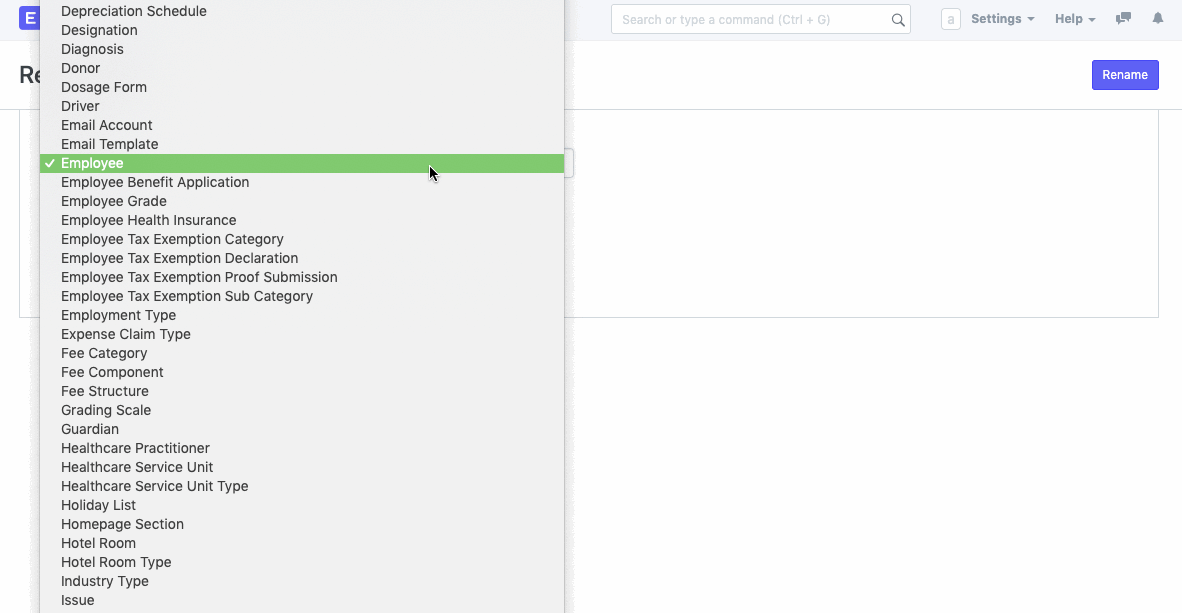 E
Search or type a command (Ctrl + G)
a
Settings
Help
Re
Rename
Depreciation Schedule
Designation
Diagnosis
Donor
Dosage Form
Driver
Email Account
Email Template
Employee
Employee Benefit Application
Employee Grade
Employee Health Insurance
Employee Tax Exemption Category
Employee Tax Exemption Declaration
Employee Tax Exemption Proof Submission
Employee Tax Exemption Sub Category
Employment Type
Expense Claim Type
Fee Category
Fee Component
Fee Structure
Grading Scale
Guardian
Healthcare Practitioner
Healthcare Service Unit
Healthcare Service Unit Type
Holiday List
Homepage Section
Hotel Room
Hotel Room Type
Industry Type
Issue